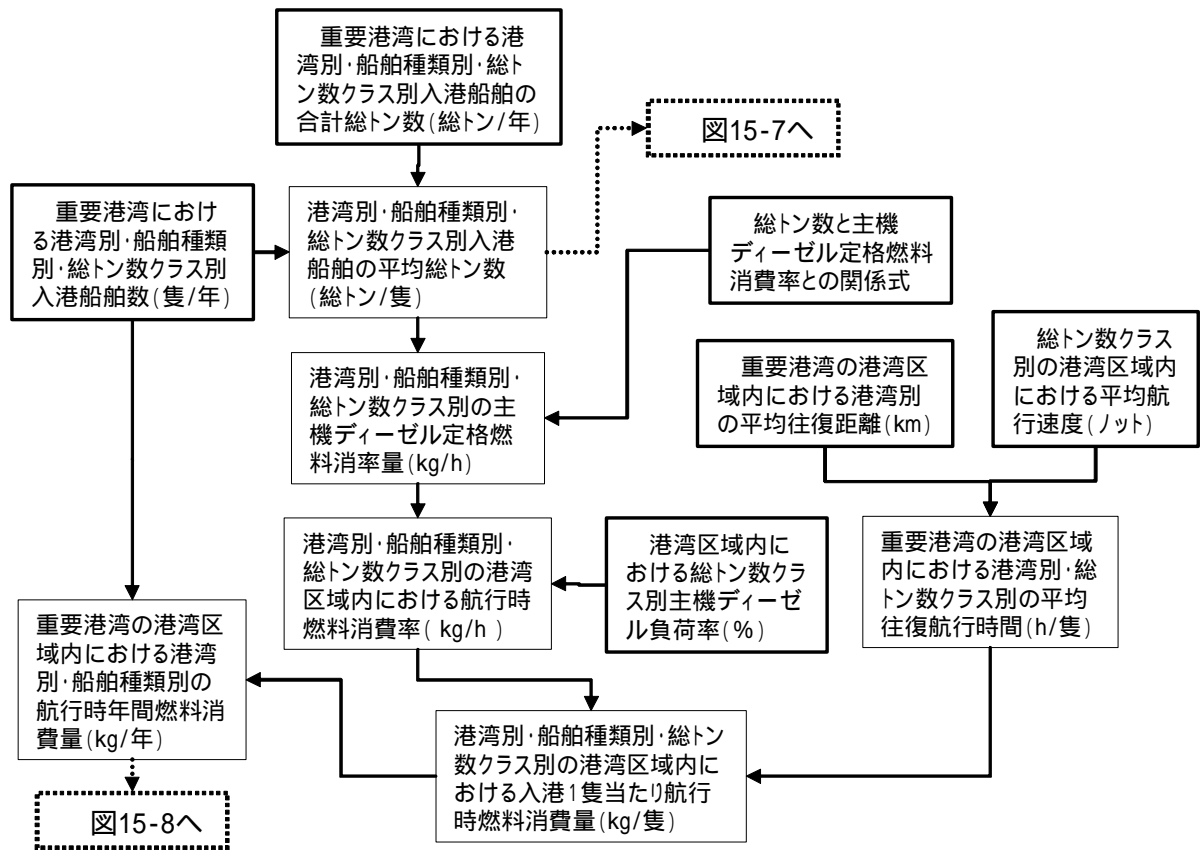 重要港湾における港
湾別·船舶種類別·総ト
ン数クラス別入港船舶の
合計総トン数(総トン/年)
図15-7へ
重要港湾におけ
る港湾別·船舶種類
別·総トン数クラス別
入港船舶数(隻/年)
港湾別·船舶種類別·
総トン数クラス別入港
船舶の平均総トン数
(総トン/隻)
総トン数と主機
ディーゼル定格燃料
消費率との関係式
港湾別·船舶種類別·
総トン数クラス別の主
機ディーゼル定格燃
料消率量(kg/h)
重要港湾の港湾区
域内における港湾別
の平均往復距離(km)
総トン数クラス
別の港湾区域内
における平均航
行速度(ノット)
港湾別·船舶種類別·
総トン数クラス別の港湾
区域内における航行時
燃料消費率( kg/h )
港湾区域内に
おける総トン数クラ
ス別主機ディーゼ
ル負荷率(%)
重要港湾の港湾区域
内における港湾別·総
トン数クラス別の平均
往復航行時間(h/隻)
重要港湾の港湾区
域内における港湾
別·船舶種類別の
航行時年間燃料消
費量(kg/年)
港湾別·船舶種類別·総トン
数クラス別の港湾区域内に
おける入港1隻当たり航行
時燃料消費量(kg/隻)
図15-8へ